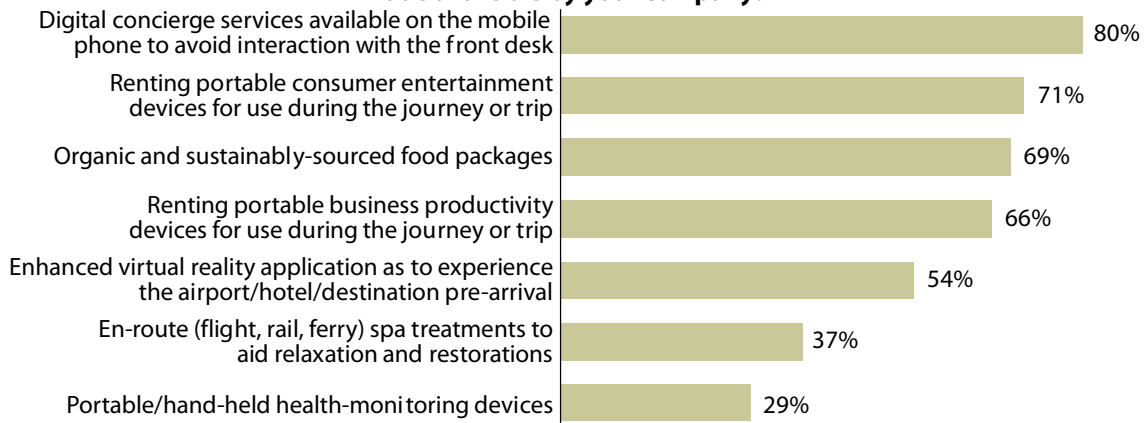 by your company?
Digital concierge services available on the mobile
phone to avoid interaction with the front desk
80%
Renting portable consumer entertainment
devices for use during the journey or trip
71%
Organic and sustainably-sourced food packages
69%
Renting portable business productivity
devices for use during the journey or trip
66%
Enhanced virtual reality application as to experience
the airport/hotel/destination pre-arrival
54%
En-route (flight, rail, ferry) spa treatments to
aid relaxation and restorations
37%
Portable/hand-held health-monitoring devices
29%